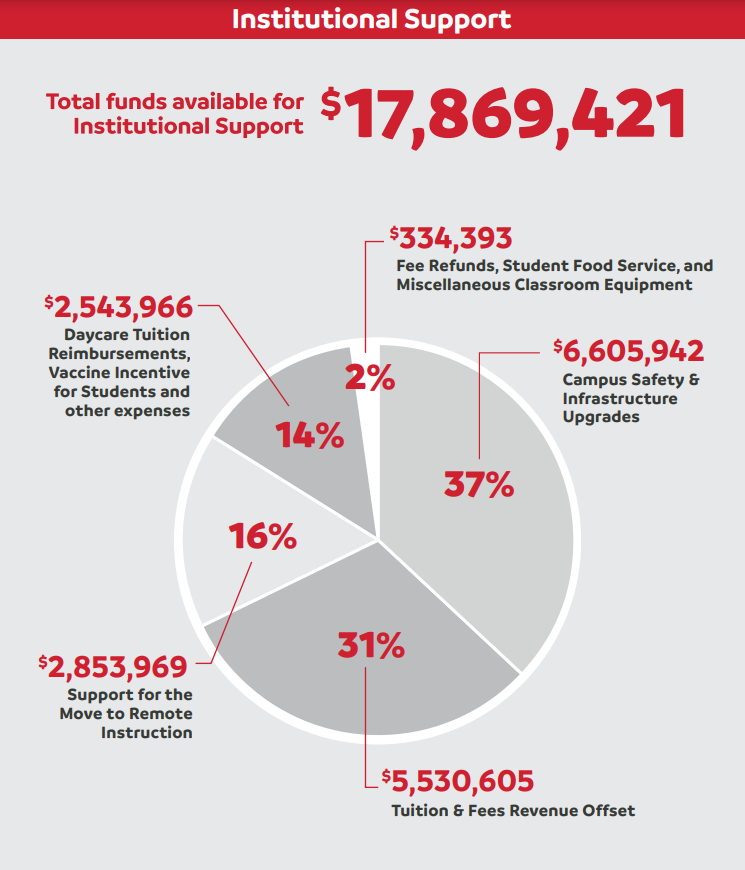 Institutional Support
Total funds available for
Institutional Support
$17,869,421
$334,393
Fee Refunds, Student Food Service, and
Miscellaneous Classroom Equipment
$2,543,966
Daycare Tuition
Reimbursements,
Vaccine Incentive
for Students and
other expenses
$6,605,942
Campus Safety &
Infrastructure
Upgrades
2%
14%
37%
16%
31%
$2,853,969
Support for the
Move to Remote
Instruction
$5,530,605
Tuition & Fees Revenue Offset